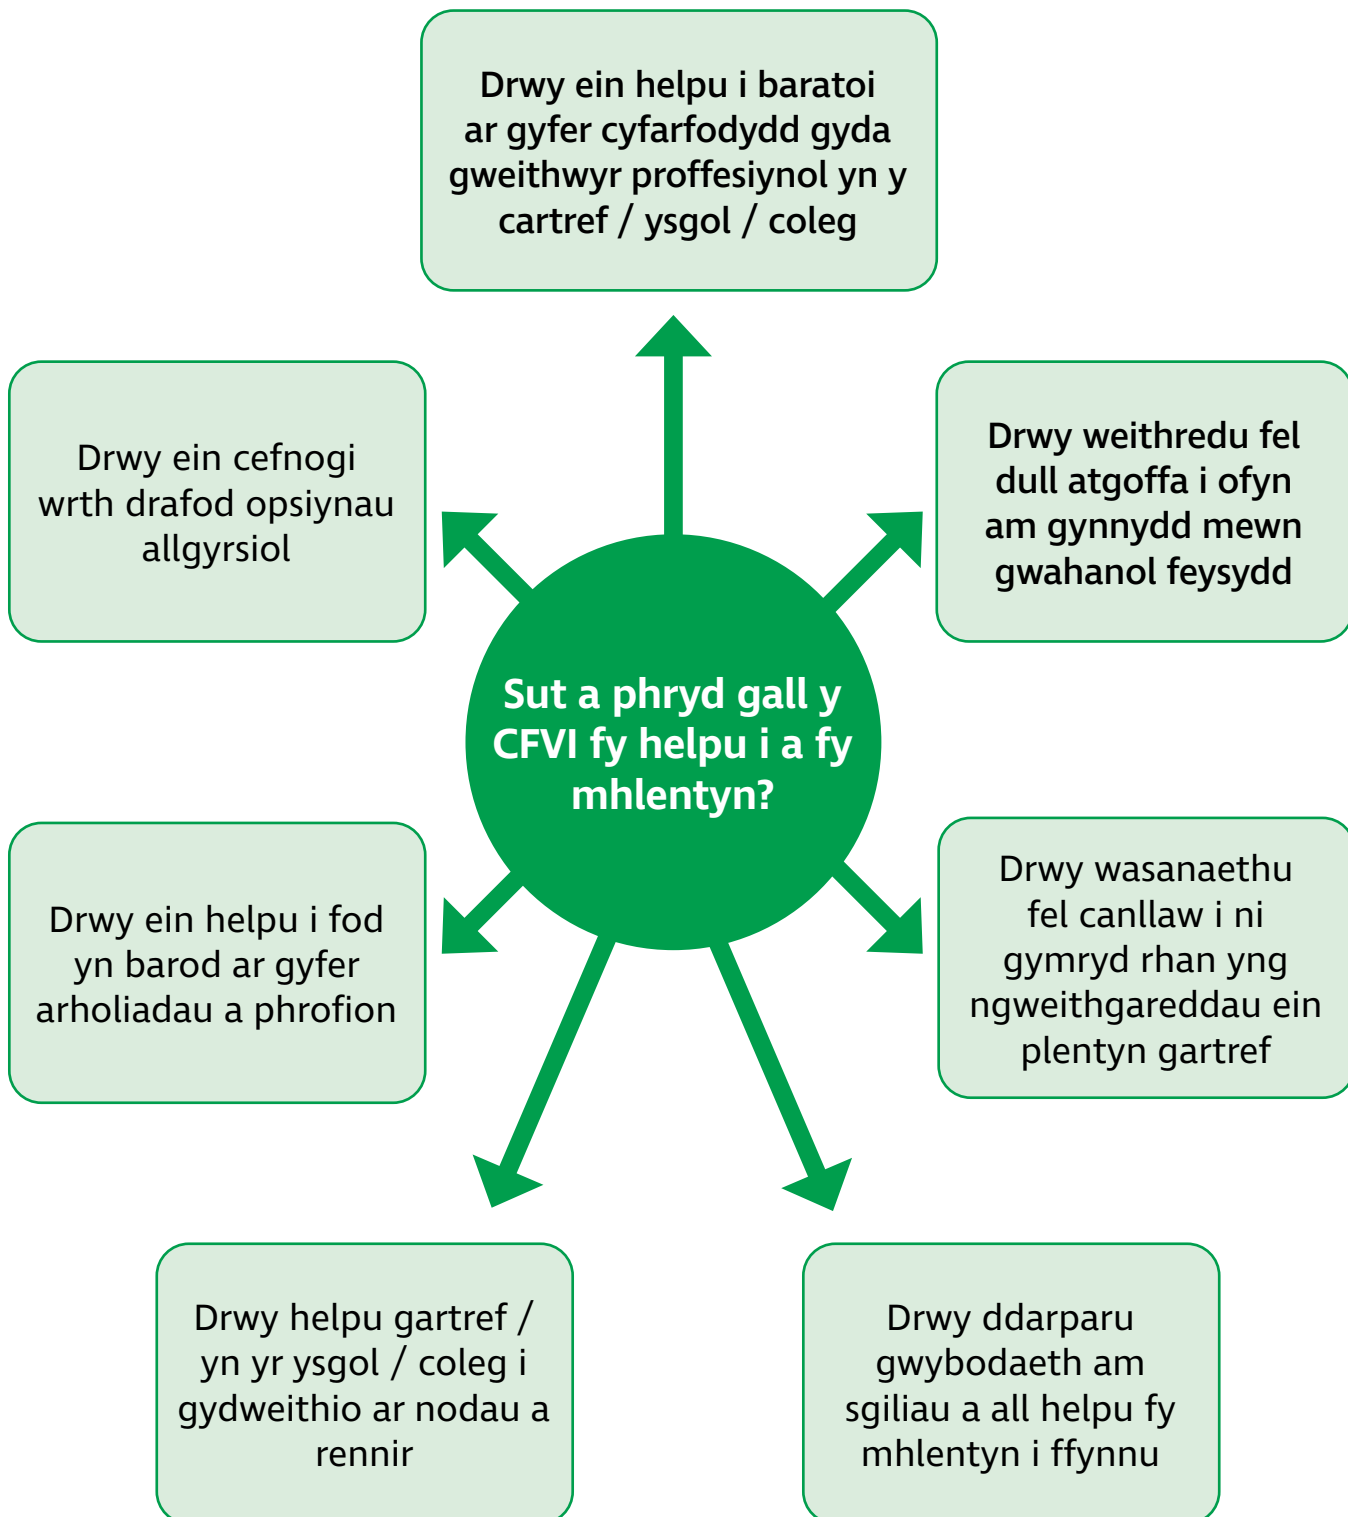 Drwy ein helpu i baratoi
ar gyfer cyfarfodydd gyda
gweithwyr proffesiynol yn y
cartref / ysgol / coleg
Drwy ein cefnogi
wrth drafod opsiynau
allgyrsiol
Drwy weithredu fel
dull atgoffa i ofyn
am gynnydd mewn
gwahanol feysydd
Sut a phryd gall y
CFVI fy helpu i a fy
mhlentyn?
Drwy ein helpu i fod
yn barod ar gyfer
arholiadau a phrofion
Drwy wasanaethu
fel canllaw i ni
gymryd rhan yng
ngweithgareddau ein
plentyn gartref
Drwy helpu gartref /
yn yr ysgol / coleg i
gydweithio ar nodau a
rennir
Drwy ddarparu
gwybodaeth am
sgiliau a all helpu fy
mhlentyn i ffynnu